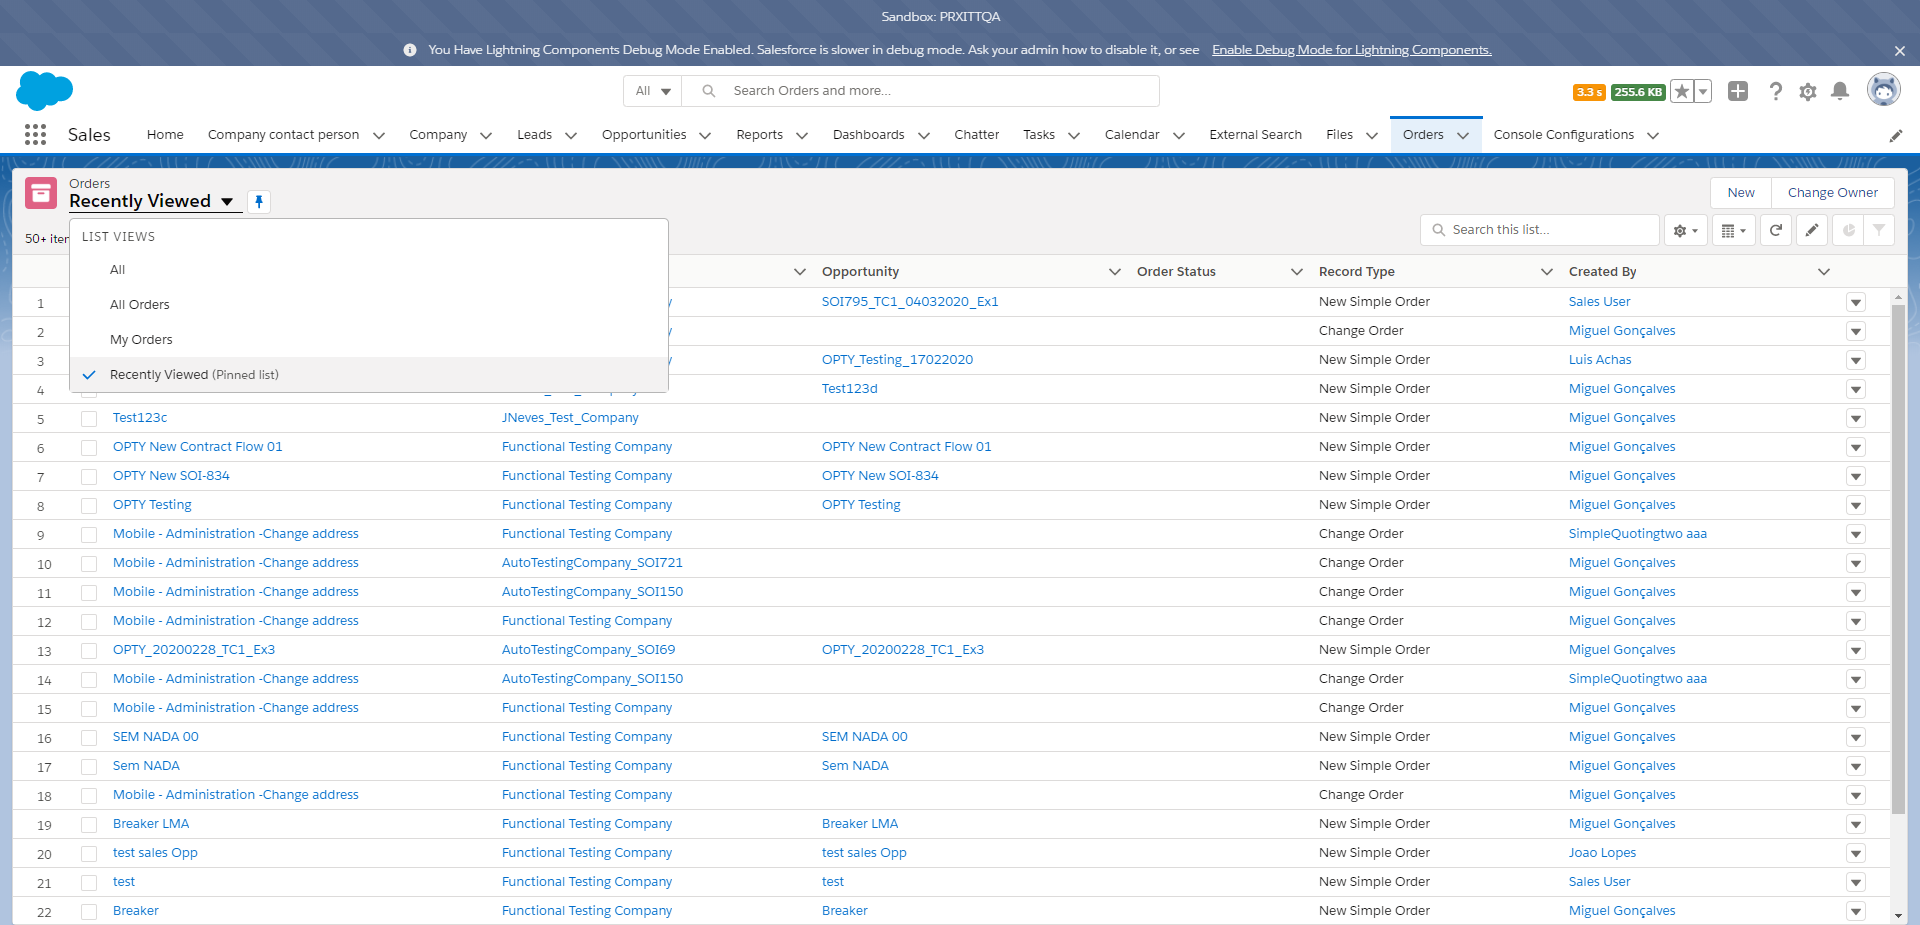 Sandbox: PRXITTQA
You Have Lightning Components Debug Mode Enabled. Salesforce is slower in debug mode. Ask your admin how to disable it, or see Enable Debug Mode for Lightning Components.
All Search Orders and more...
3.3 s 255.6 KB
Sales Home Company contact person Company Leads Opportunities Reports Dashboards Chatter Tasks Calendar External Search Files Orders Console Configurations
Orders
Recently Viewed
New Change Owner
50+ iter
Search this list...
LIST VIEWS
All
All Orders
My Orders
Recently Viewed (Pinned list)
Opportunity Order Status Record Type Created By
1 SOI795_TC1_04032020_Ex1 New Simple Order Sales User
2 Change Order Miguel Gonçalves
3 OPTY_Testing_17022020 New Simple Order Luis Achas
4 Test123d New Simple Order Miguel Gonçalves
5 Test123c JNeves_Test_Company New Simple Order Miguel Gonçalves
6 OPTY New Contract Flow 01 Functional Testing Company OPTY New Contract Flow 01 New Simple Order Miguel Gonçalves
7 OPTY New SOI-834 Functional Testing Company OPTY New SOI-834 New Simple Order Miguel Gonçalves
8 OPTY Testing Functional Testing Company OPTY Testing New Simple Order Miguel Gonçalves
9 Mobile - Administration -Change address Functional Testing Company Change Order SimpleQuotingtwo aaa
10 Mobile - Administration -Change address AutoTestingCompany_SOI721 Change Order Miguel Gonçalves
11 Mobile - Administration -Change address AutoTestingCompany_SOI150 Change Order Miguel Gonçalves
12 Mobile - Administration -Change address Functional Testing Company Change Order Miguel Gonçalves
13 OPTY_20200228_TC1_Ex3 AutoTestingCompany_SOI69 OPTY_20200228_TC1_Ex3 New Simple Order Miguel Gonçalves
14 Mobile - Administration -Change address AutoTestingCompany_SOI150 Change Order SimpleQuotingtwo aaa
15 Mobile - Administration -Change address Functional Testing Company Change Order Miguel Gonçalves
16 SEM NADA 00 Functional Testing Company SEM NADA 00 New Simple Order Miguel Gonçalves
17 Sem NADA Functional Testing Company Sem NADA New Simple Order Miguel Gonçalves
18 Mobile - Administration -Change address Functional Testing Company Change Order Miguel Gonçalves
19 Breaker LMA Functional Testing Company Breaker LMA New Simple Order Miguel Gonçalves
20 test sales Opp Functional Testing Company test sales Opp New Simple Order Joao Lopes
21 test Functional Testing Company test New Simple Order Sales User
22 Breaker Functional Testing Company Breaker New Simple Order Miguel Gonçalves